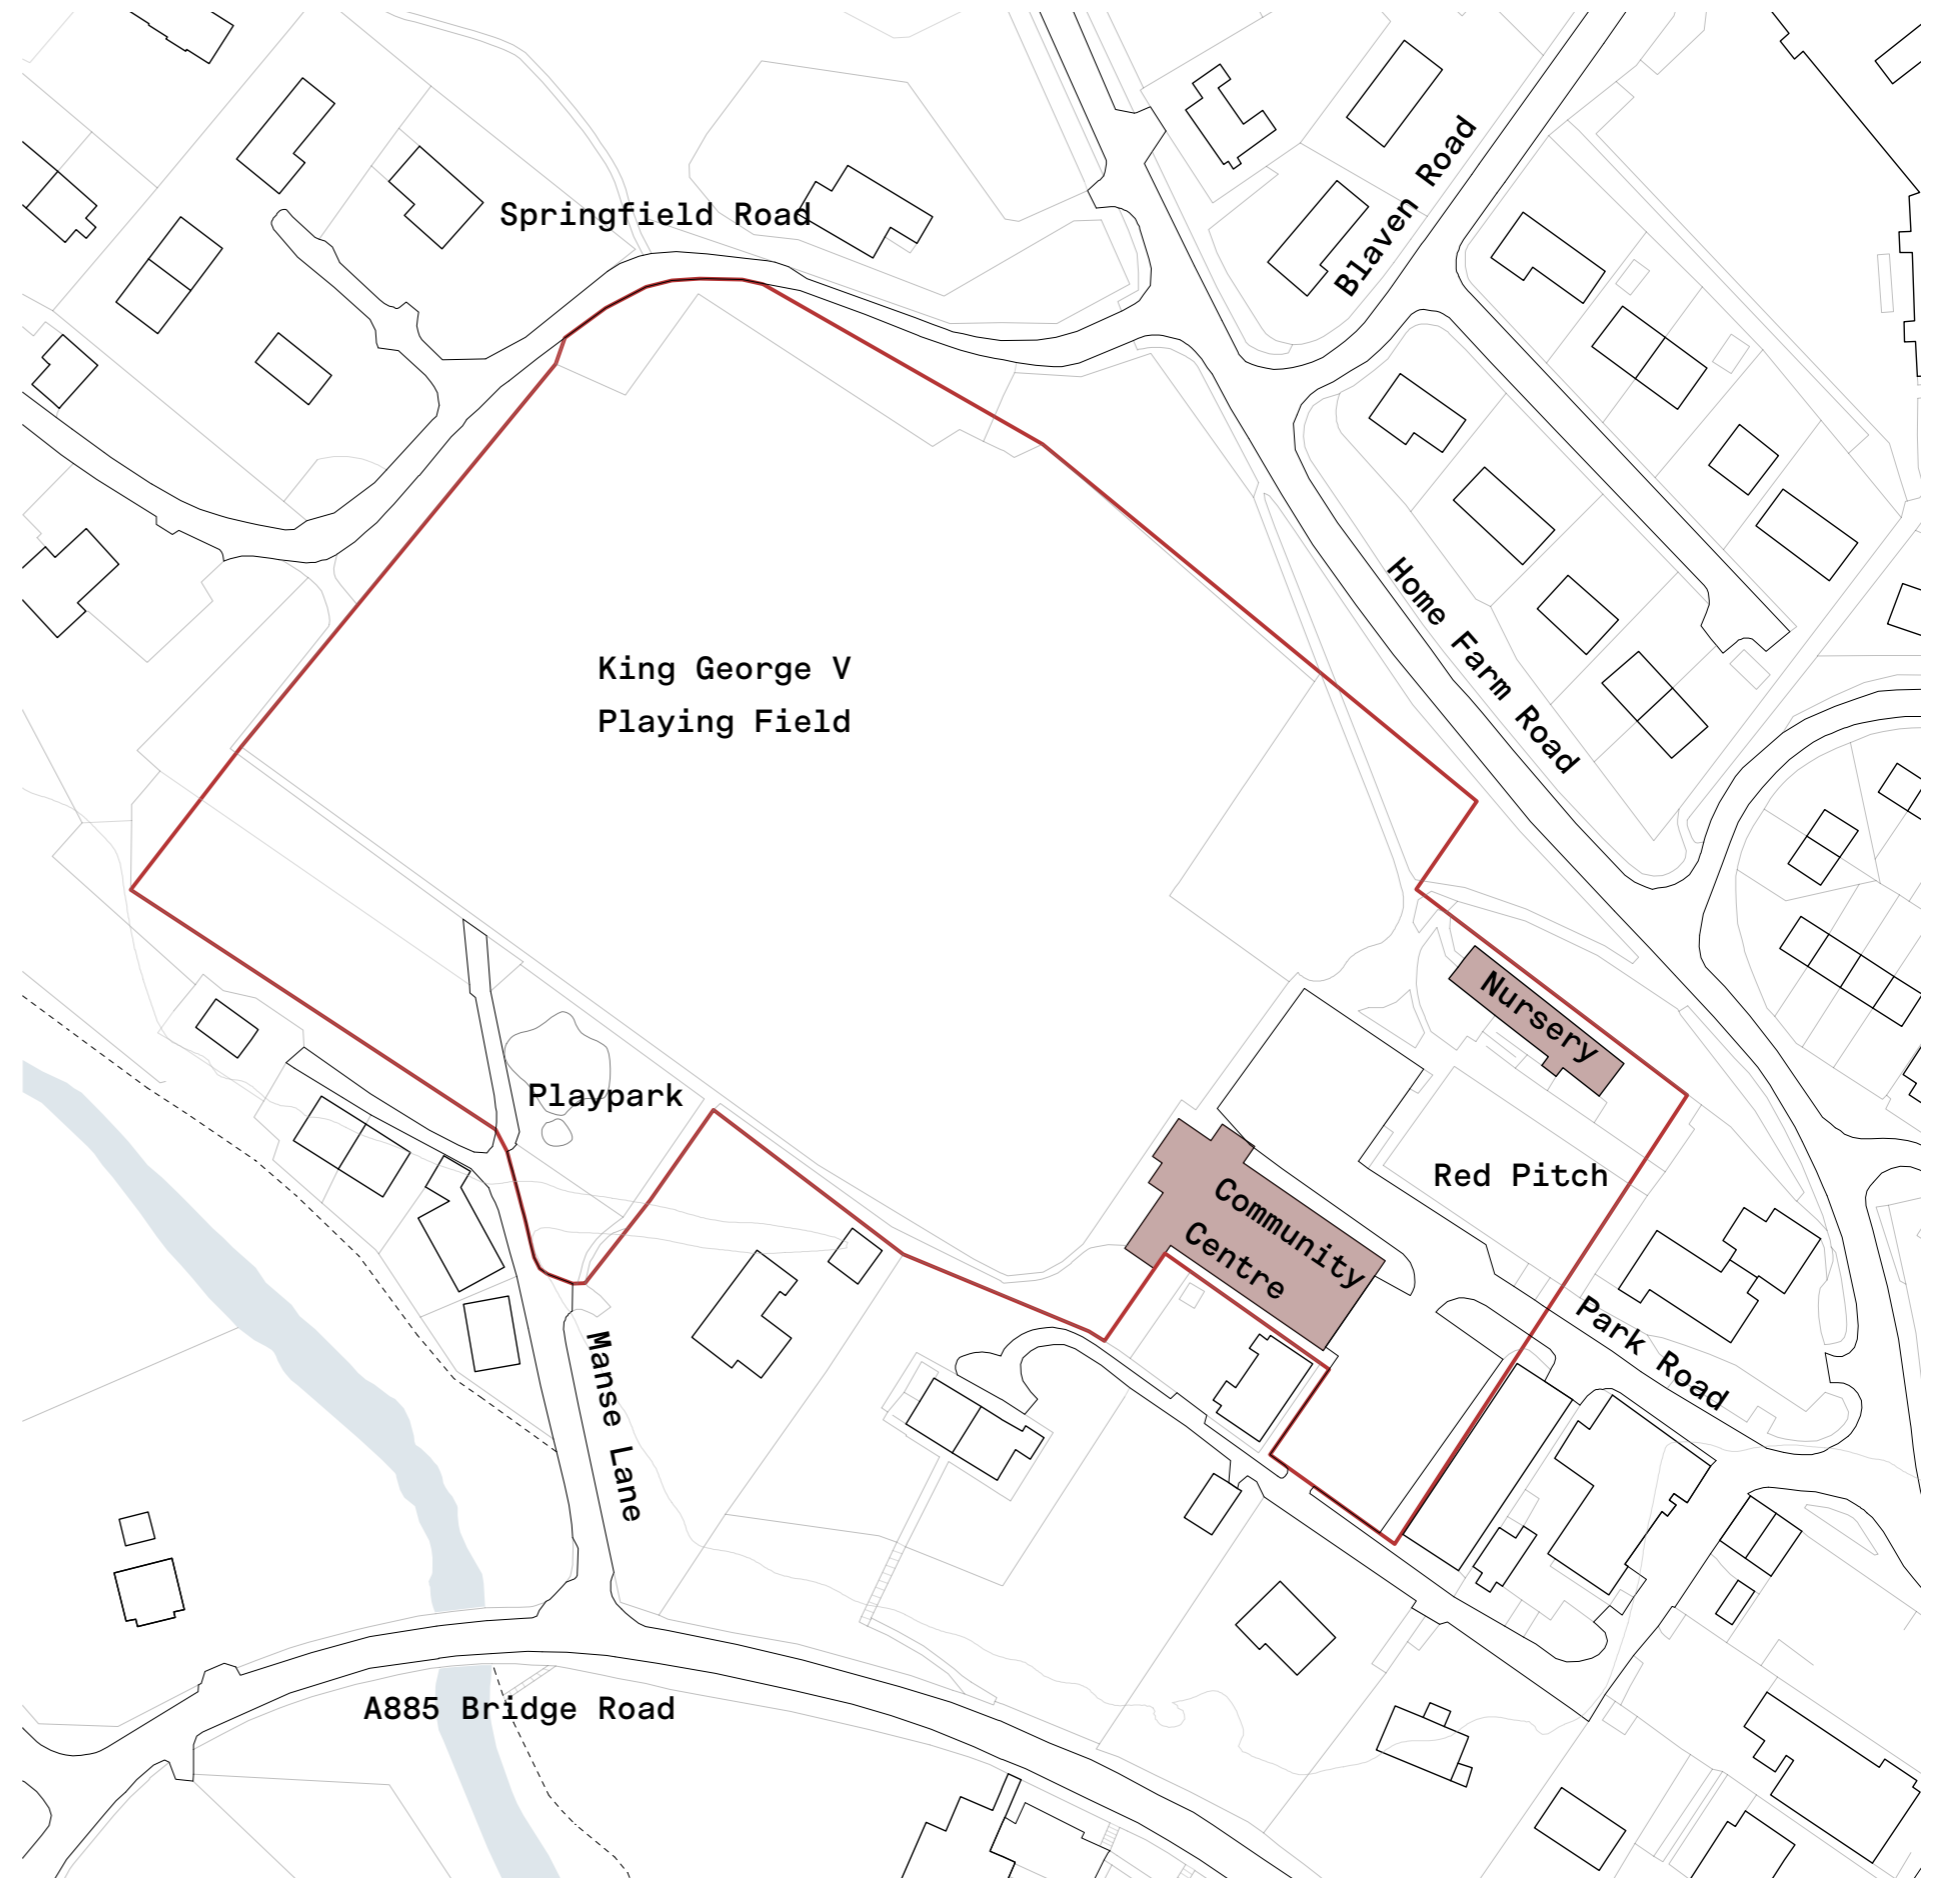 Springfield Road
Blaven Road
King George V
Playing Field
Home Farm Road
Nursery
Playpark
Red Pitch
Community
Centre
Park Road
Manse Lane
A885 Bridge Road